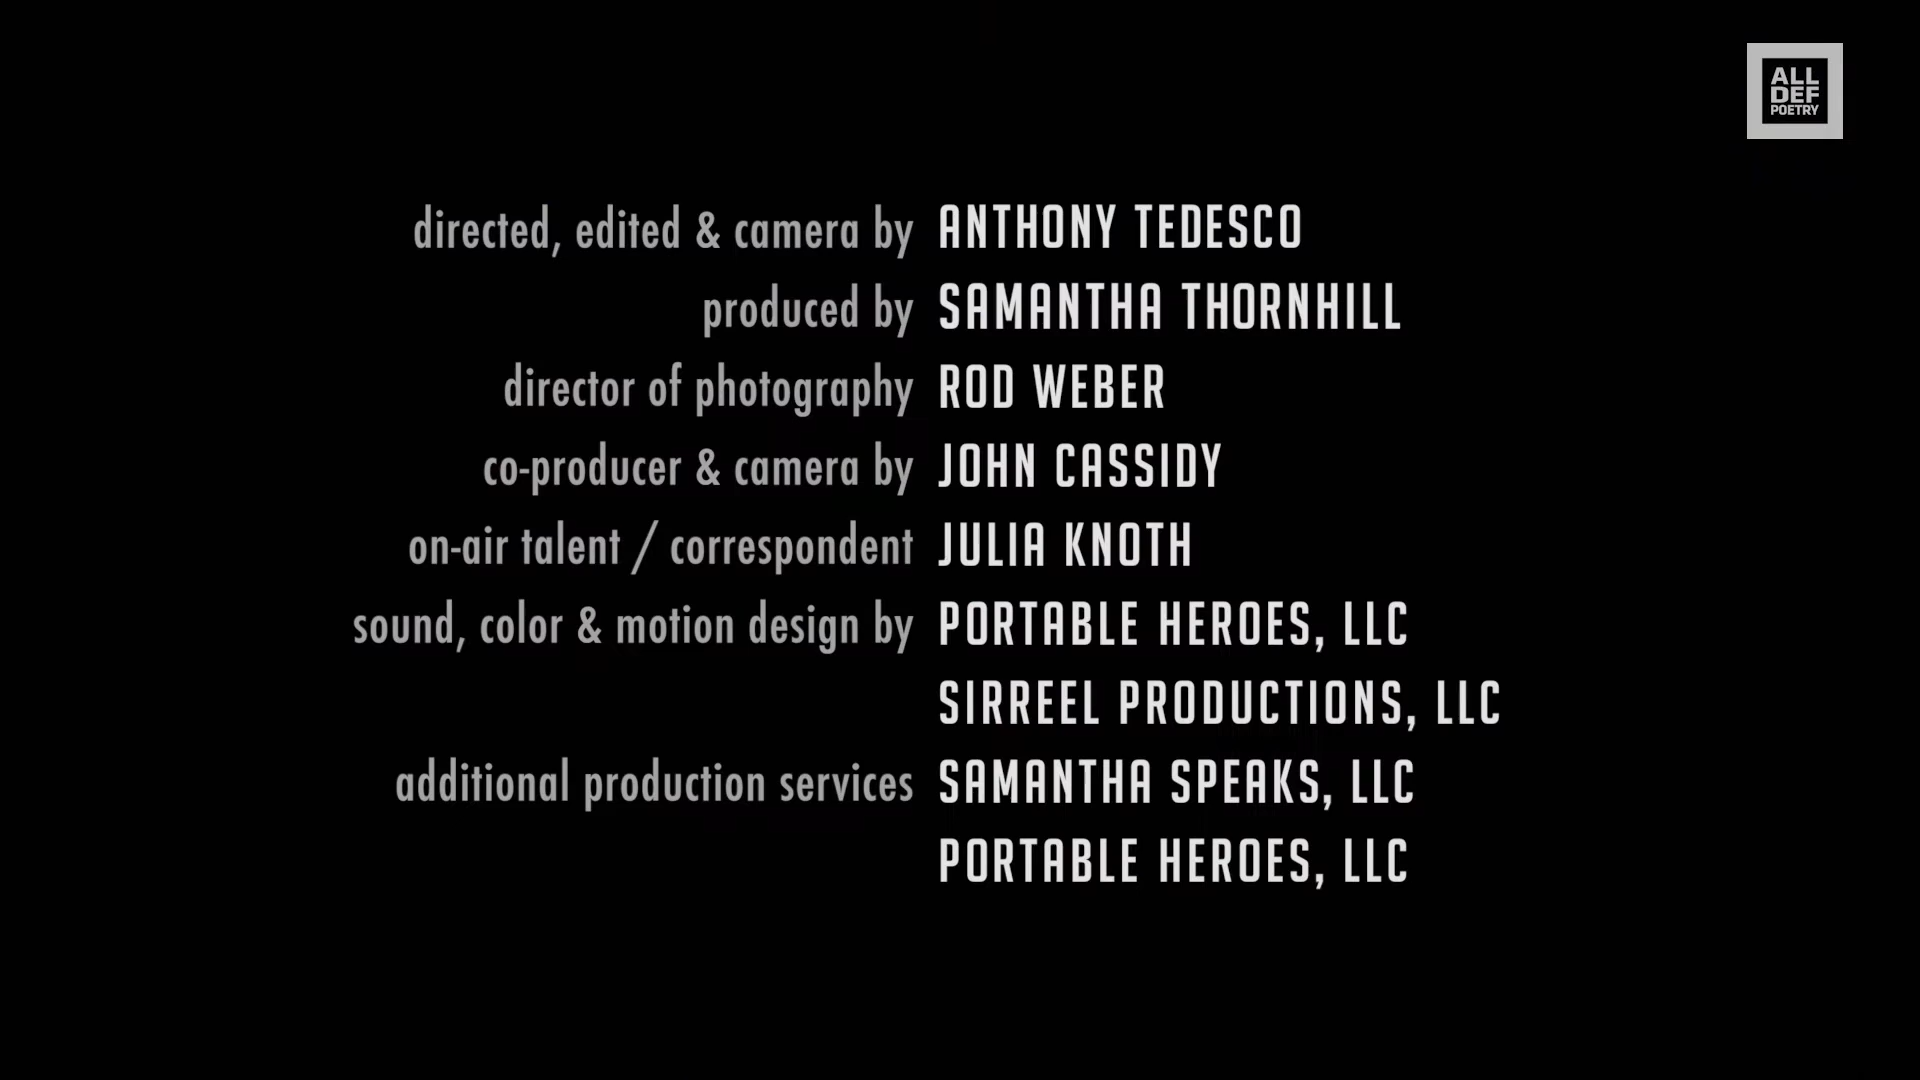 ALL
DEF
POETRY
directed, edited & camera by ANTHONY TEDESCO
produced by SAMANTHA THORNHILL
director of photography ROD WEBER
co-producer & camera by JOHN CASSIDY
on-air talent / correspondent JULIA KNOTH
sound, color & motion design by PORTABLE HEROES, LLC
SIRREEL PRODUCTIONS, LLC
additional production services SAMANTHA SPEAKS, LLC
PORTABLE HEROES, LLC